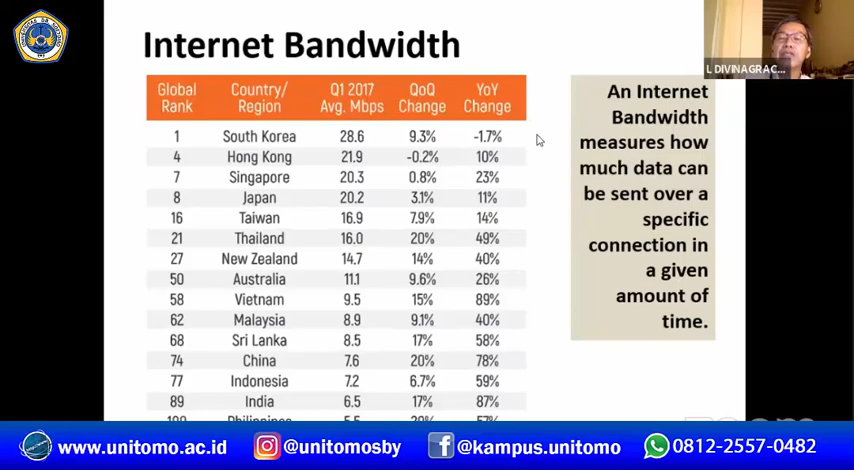 Internet Bandwidth
L DIVINAGRAC...
Global Rank Country/ Region Q1 2017 Avg. Mbps QoQ Change YoY Change
1 South Korea 28.6 9.3% -1.7%
4 Hong Kong 21.9 -0.2% 10%
7 Singapore 20.3 0.8% 23%
8 Japan 20.2 3.1% 11%
16 Taiwan 16.9 7.9% 14%
21 Thailand 16.0 20% 49%
27 New Zealand 14.7 14% 40%
50 Australia 11.1 9.6% 26%
58 Vietnam 9.5 15% 89%
62 Malaysia 8.9 9.1% 40%
68 Sri Lanka 8.5 17% 58%
74 China 7.6 20% 78%
77 Indonesia 7.2 6.7% 59%
89 India 6.5 17% 87%
100 Philippines 5.5 20% 57%
An Internet
Bandwidth
measures how
much data can
be sent over a
specific
connection in
a given
amount of
time.
www.unitomo.ac.id @unitomosby @kampus.unitomo 0812-2557-0482